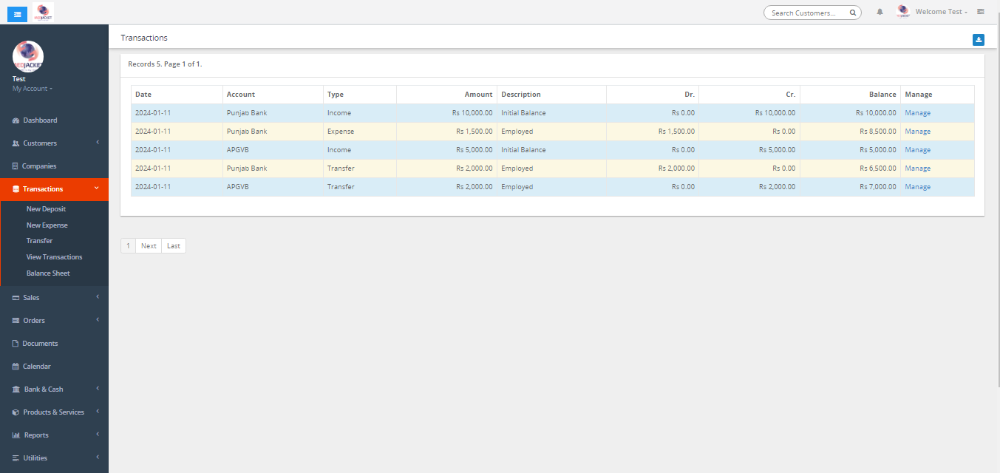 REDJACKET
Search Customers...
Welcome Test
REDJACKET
Test
My Account
Dashboard
Customers
Companies
Transactions
New Deposit
New Expense
Transfer
View Transactions
Balance Sheet
Sales
Orders
Documents
Calendar
Bank & Cash
Products & Services
Reports
Utilities
Transactions
Records 5. Page 1 of 1.
Date Account Type Amount Description Dr. Cr. Balance Manage
2024-01-11 Punjab Bank Income Rs 10,000.00 Initial Balance Rs 0.00 Rs 10,000.00 Rs 10,000.00 Manage
2024-01-11 Punjab Bank Expense Rs 1,500.00 Employed Rs 1,500.00 Rs 0.00 Rs 8,500.00 Manage
2024-01-11 APGVB Income Rs 5,000.00 Initial Balance Rs 0.00 Rs 5,000.00 Rs 5,000.00 Manage
2024-01-11 Punjab Bank Transfer Rs 2,000.00 Employed Rs 2,000.00 Rs 0.00 Rs 6,500.00 Manage
2024-01-11 APGVB Transfer Rs 2,000.00 Employed Rs 0.00 Rs 2,000.00 Rs 7,000.00 Manage
1 Next Last